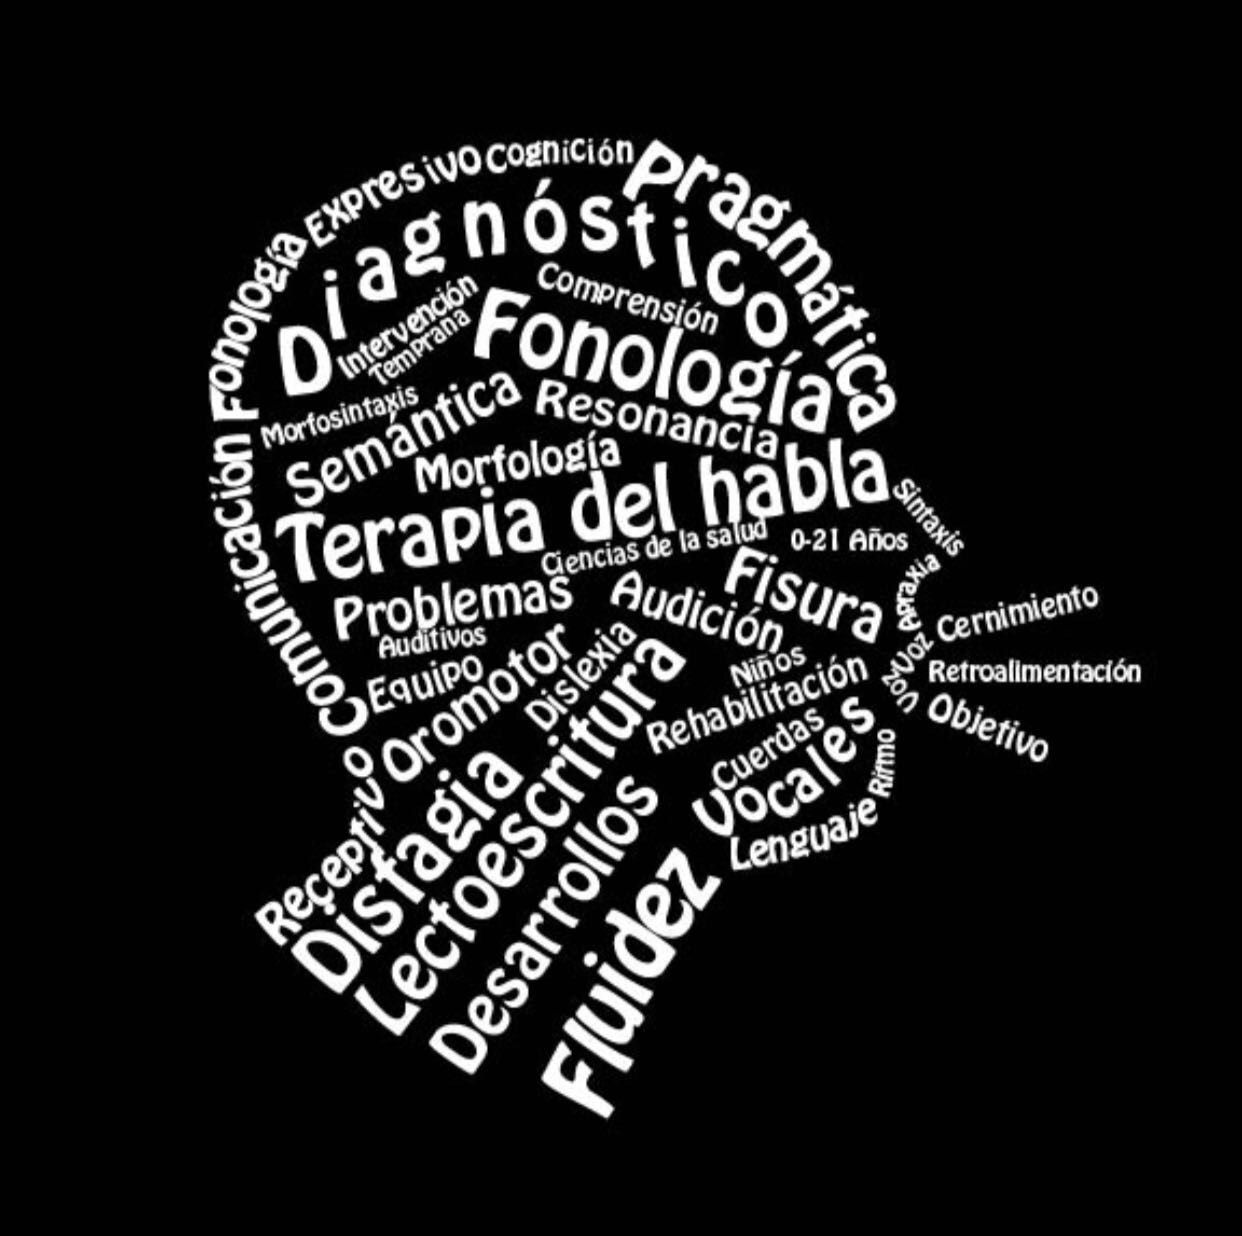 Cognición
Expresivo
Pragmática
Diagnóstico
Fonología
Comprensión
Intervención
Temprana
Fonología
Morfosintaxis
Semántica
Resonancia
Morfología
Terapia del habla
Sintaxis
Comunicación
Ciencias de la salud
0-21 Años
Apraxia
Fisura
Problemas
Auditivos
Audición
Cernimiento
Voz
Retroalimentación
Voz
Objetivo
Equipo
Oromotor
Dislexia
Niños
Rehabilitación
Cuerdas
Vocales
Ritmo
Lenguaje
Receptivo
Disfagia
Lectoescritura
Desarrollos
Fluidez